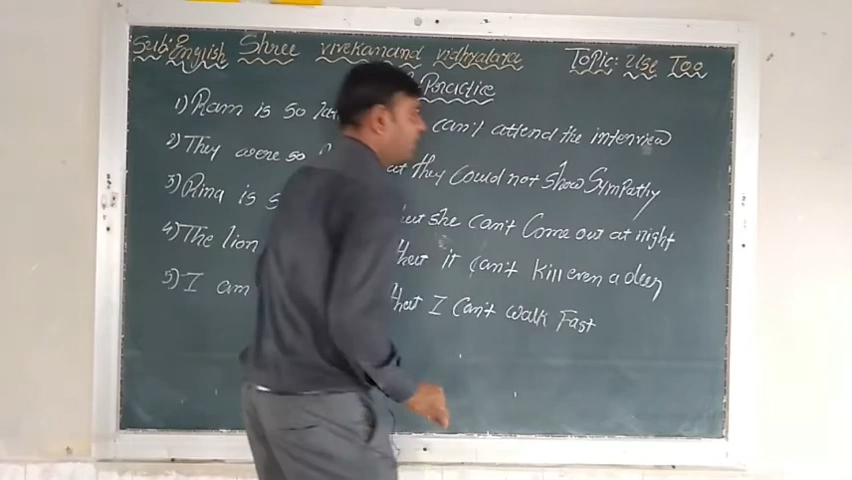 Sub: English Shree vivekanand vidhyalaya Topic: Use Too
Practice
1) Ram is so can't attend the interview
2) They were so they could not show Sympathy
3) Rina is she can't Come out at night
4) The lion that it can't kill even a deer
5) I am that I can't walk Fast